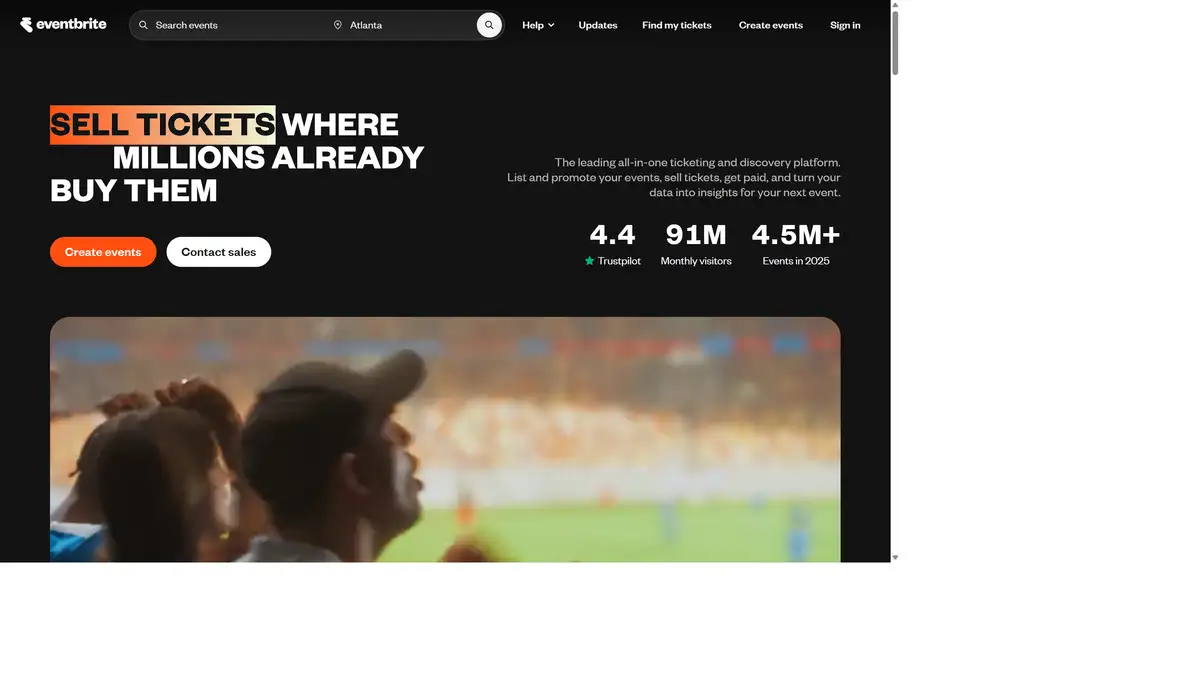 eventbrite
Search events
Atlanta
Help
Updates
Find my tickets
Create events
Sign in
SELL TICKETS WHERE
MILLIONS ALREADY
BUY THEM
The leading all-in-one ticketing and discovery platform.
List and promote your events, sell tickets, get paid, and turn your
data into insights for your next event.
Create events
Contact sales
4.4
Trustpilot
91M
Monthly visitors
4.5M+
Events in 2025